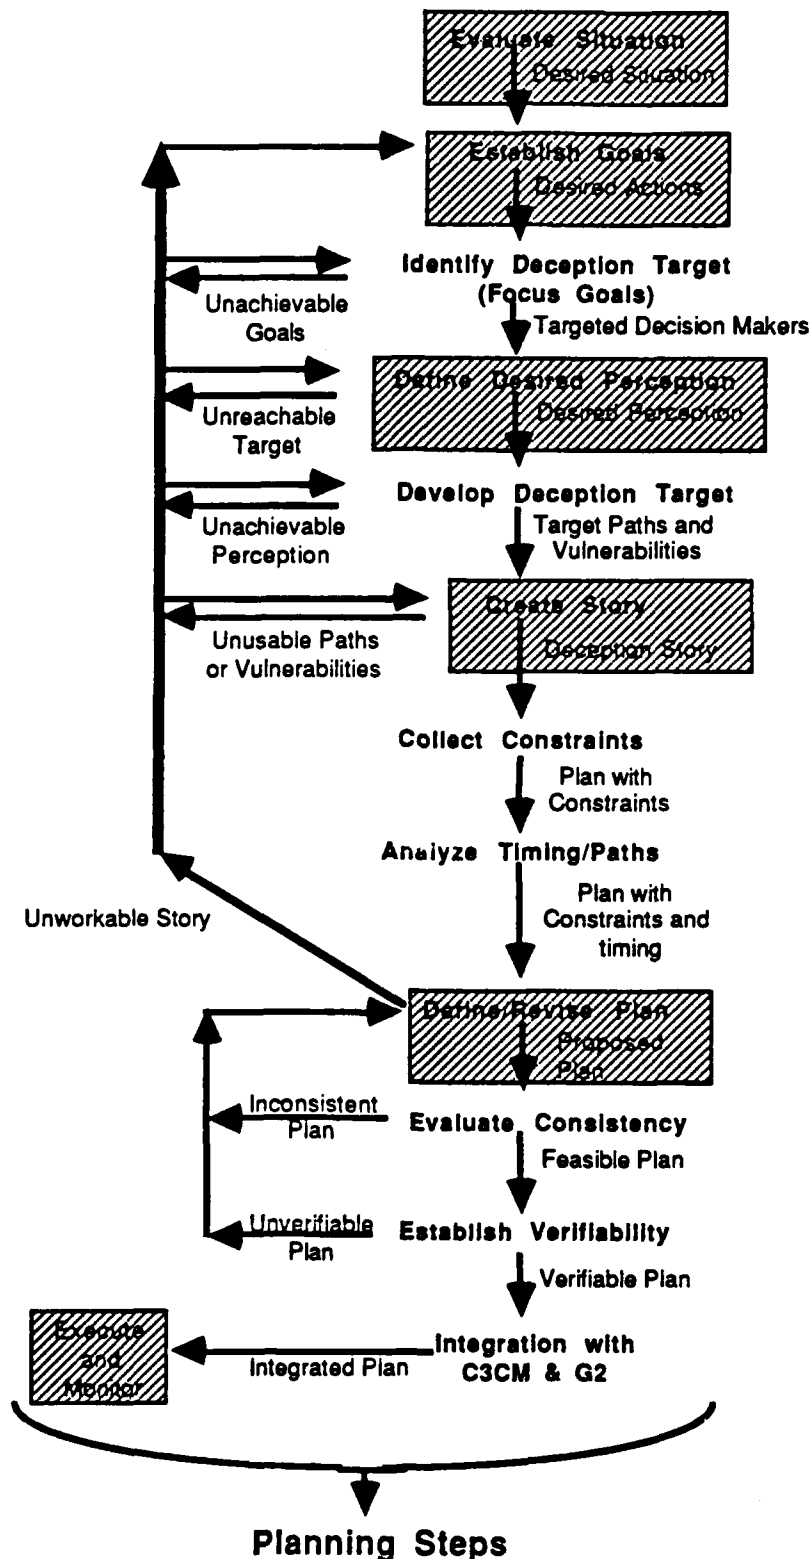 Evaluate Situation
Desired Situation
Establish Goals
Desired Actions
Identify Deception Target
(Focus Goals)
Unachievable
Goals
Targeted Decision Makers
Define Desired Perception
Desired Perception
Unreachable
Target
Develop Deception Target
Unachievable
Perception
Target Paths and
Vulnerabilities
Create Story
Deception Story
Unusable Paths
or Vulnerabilities
Collect Constraints
Plan with
Constraints
Analyze Timing/Paths
Plan with
Constraints and
timing
Unworkable Story
Define/Revise Plan
Proposed
Plan
Inconsistent
Plan
Evaluate Consistency
Feasible Plan
Unverifiable
Plan
Establish Verifiability
Verifiable Plan
Execute
and
Monitor
Integrated Plan
Integration with
C3CM & G2
Planning Steps